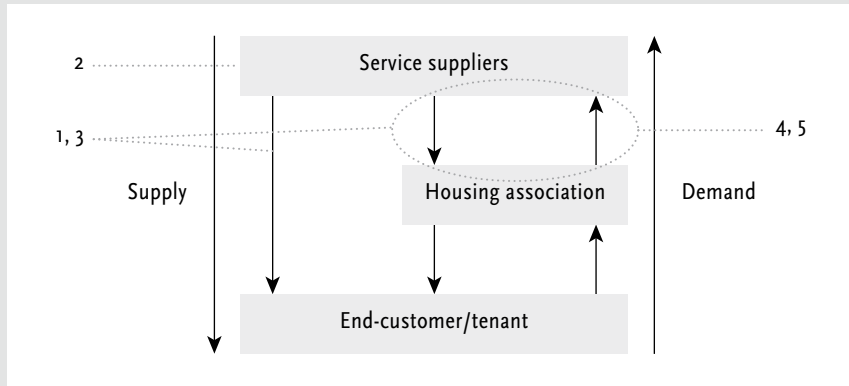 Service suppliers
2
1, 3
4, 5
Supply
Housing association
Demand
End-customer/tenant